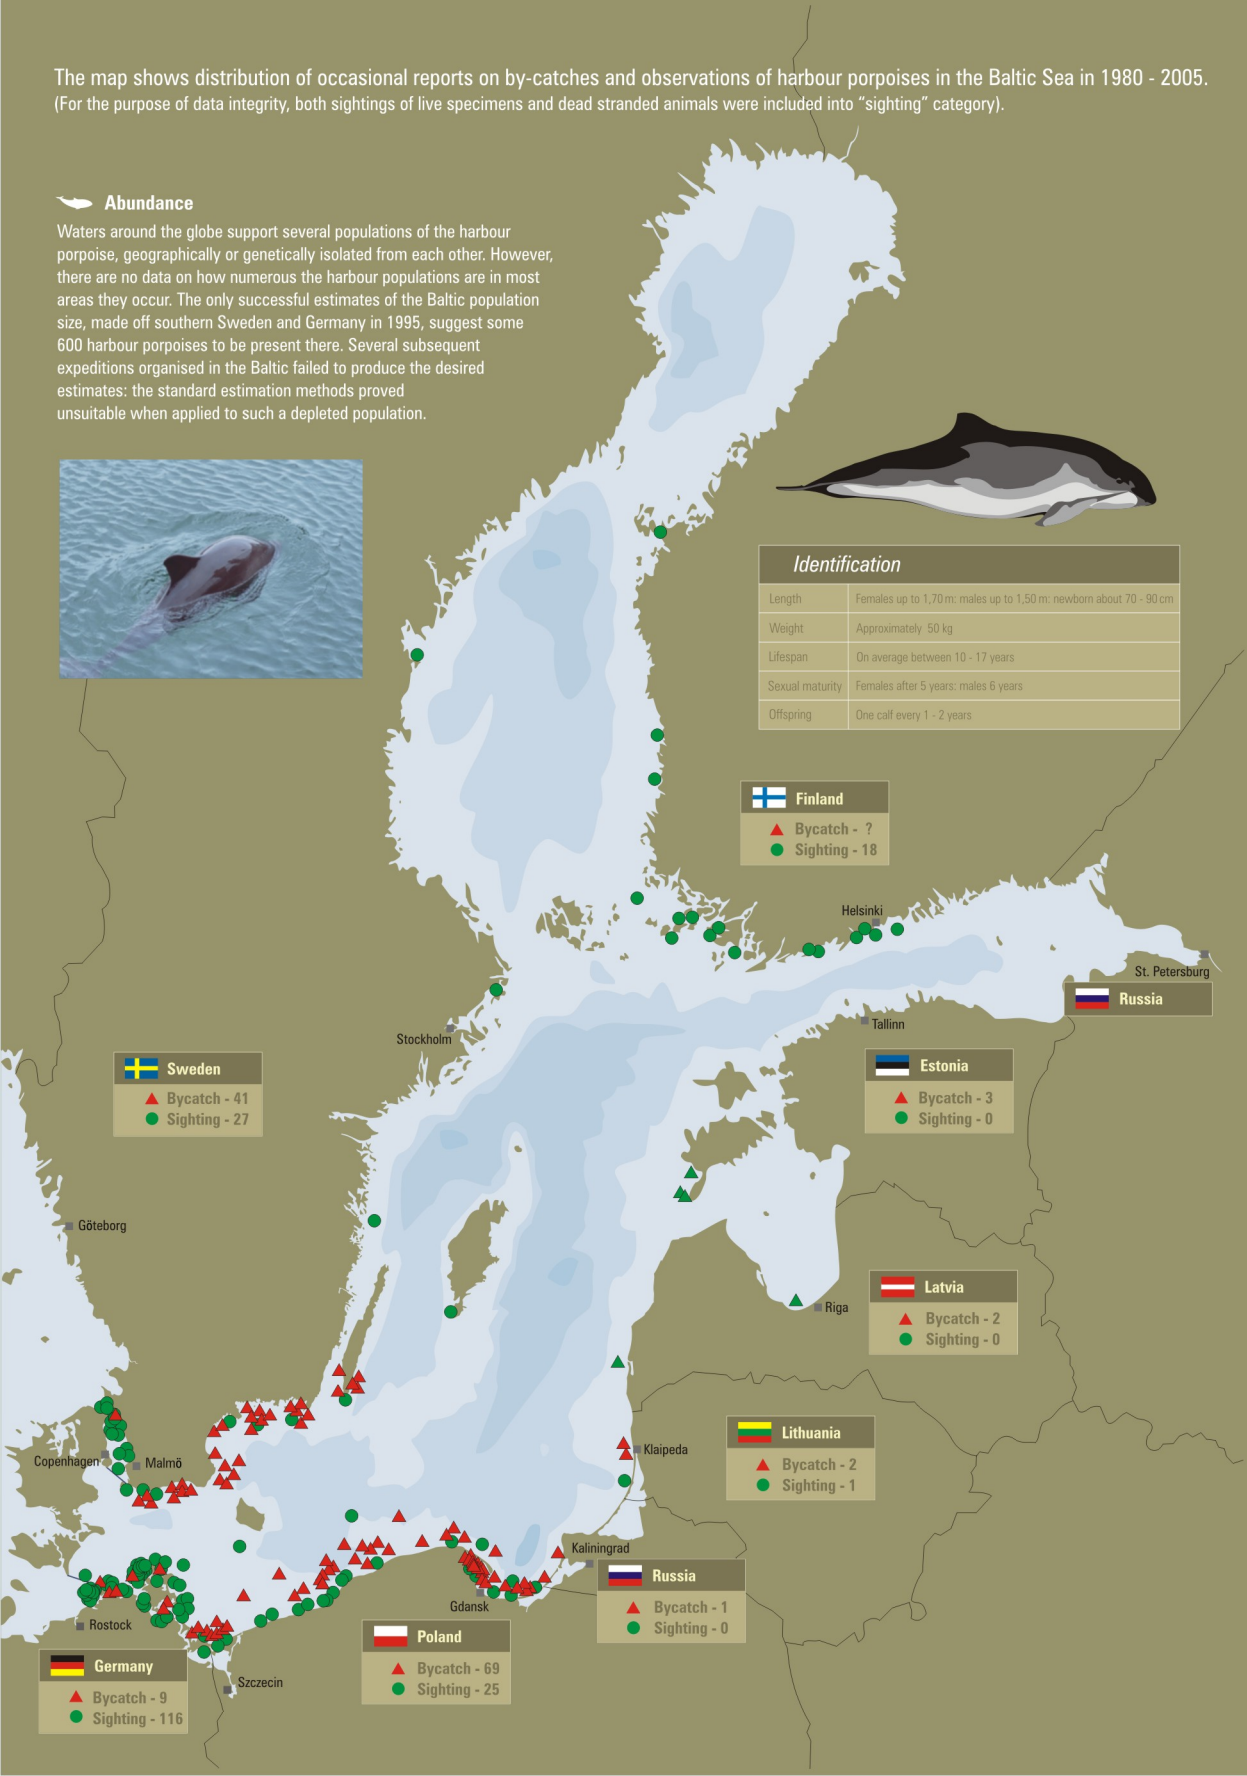 The map shows distribution of occasional reports on by-catches and observations of harbour porpoises in the Baltic Sea in 1980 - 2005.
(For the purpose of data integrity, both sightings of live specimens and dead stranded animals were included into “sighting” category).
Abundance
Waters around the globe support several populations of the harbour
porpoise, geographically or genetically isolated from each other. However,
there are no data on how numerous the harbour populations are in most
areas they occur. The only successful estimates of the Baltic population
size, made off southern Sweden and Germany in 1995, suggest some
600 harbour porpoises to be present there. Several subsequent
expeditions organised in the Baltic failed to produce the desired
estimates: the standard estimation methods proved
unsuitable when applied to such a depleted population.
Identification
Length Females up to 1,70 m: males up to 1,50 m: newborn about 70 - 90 cm
Weight Approximately 50 kg
Lifespan On average between 10 - 17 years
Sexual maturity Females after 5 years: males 6 years
Offspring One calf every 1 - 2 years
Finland
Bycatch - ?
Sighting - 18
Helsinki
St. Petersburg
Russia
Tallinn
Stockholm
Sweden
Bycatch - 41
Sighting - 27
Estonia
Bycatch - 3
Sighting - 0
Göteborg
Latvia
Bycatch - 2
Sighting - 0
Riga
Lithuania
Bycatch - 2
Sighting - 1
Klaipeda
Copenhagen
Malmö
Kaliningrad
Russia
Bycatch - 1
Sighting - 0
Gdansk
Rostock
Poland
Bycatch - 69
Sighting - 25
Germany
Bycatch - 9
Sighting - 116
Szczecin